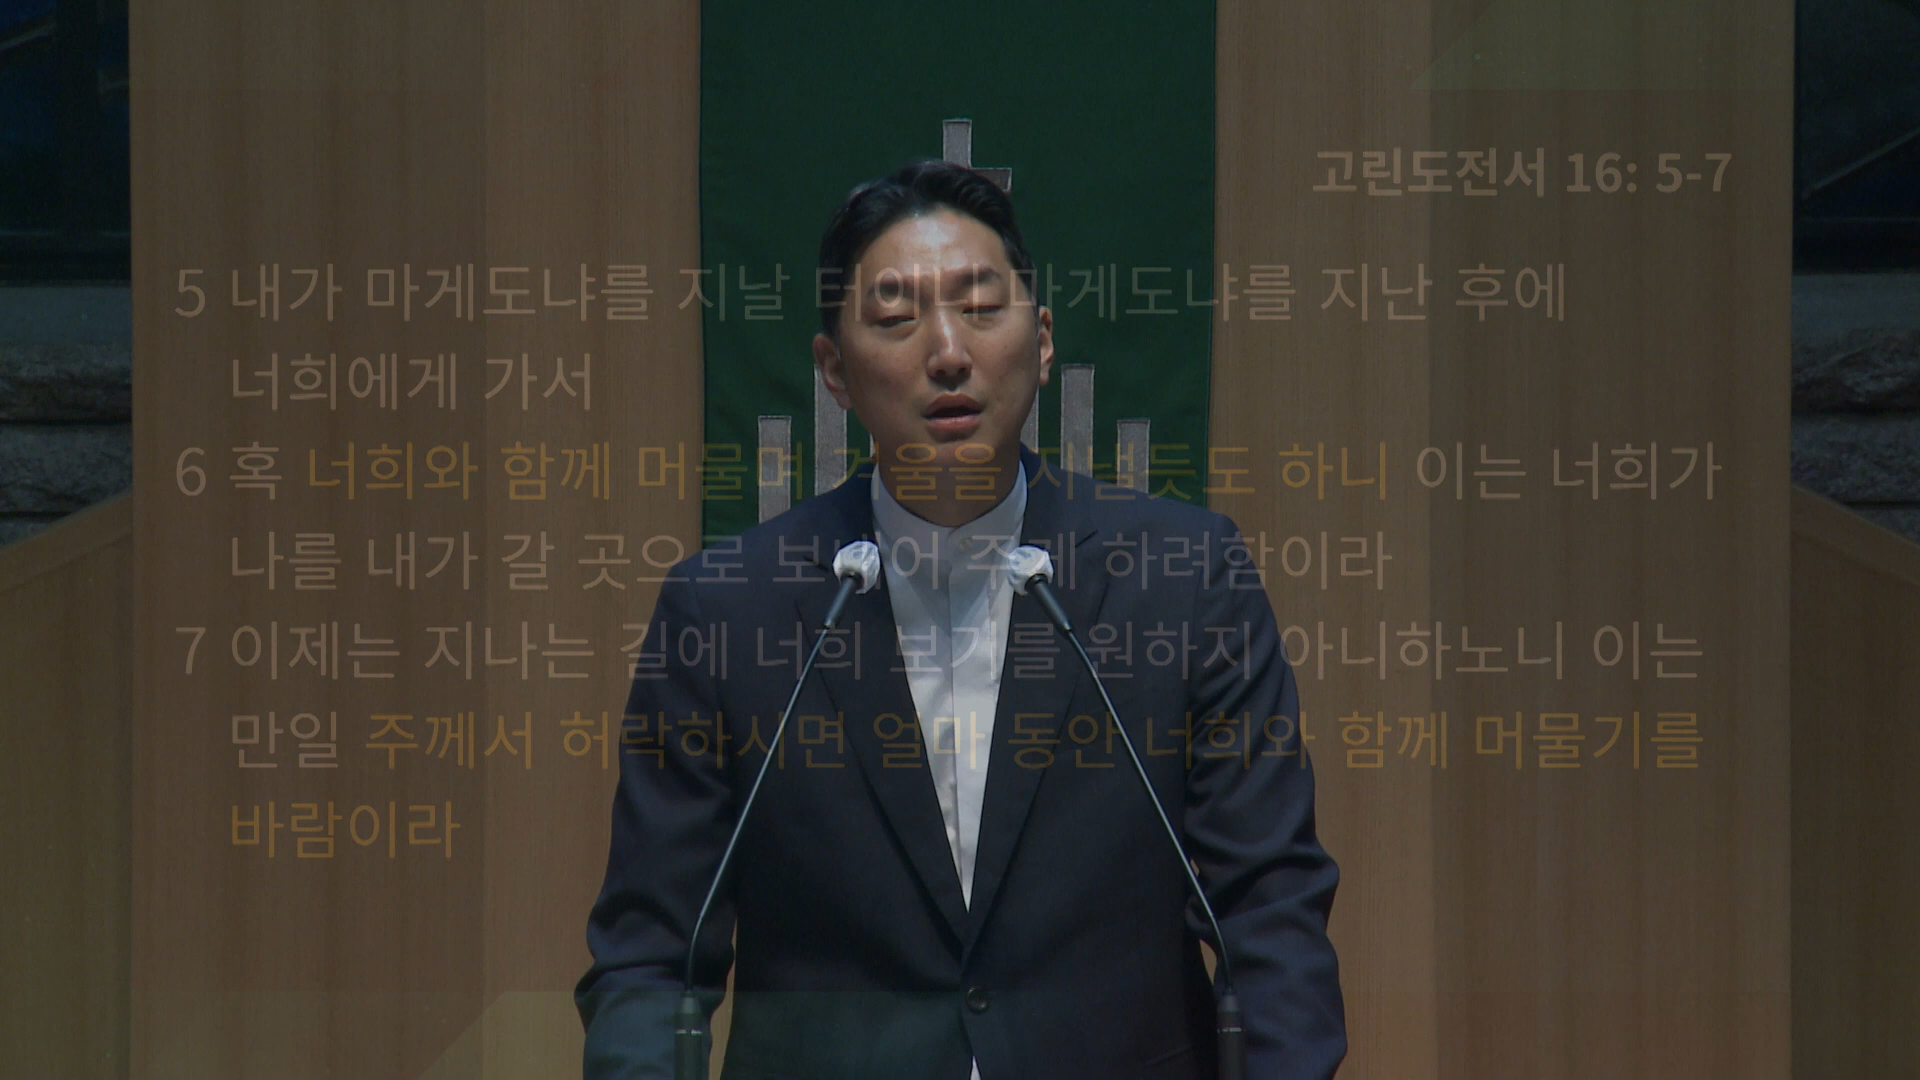 고린도전서 16: 5-7
5 내가 마게도냐를 지날 터이니 마게도냐를 지난 후에
너희에게 가서
6 혹 너희와 함께 머물며 겨울을 지낼듯도 하니 이는 너희가
나를 내가 갈 곳으로 보내어 주게 하려함이라
7 이제는 지나는 길에 너희 보기를 원하지 아니하노니 이는
만일 주께서 허락하시면 얼마 동안 너희와 함께 머물기를
바람이라